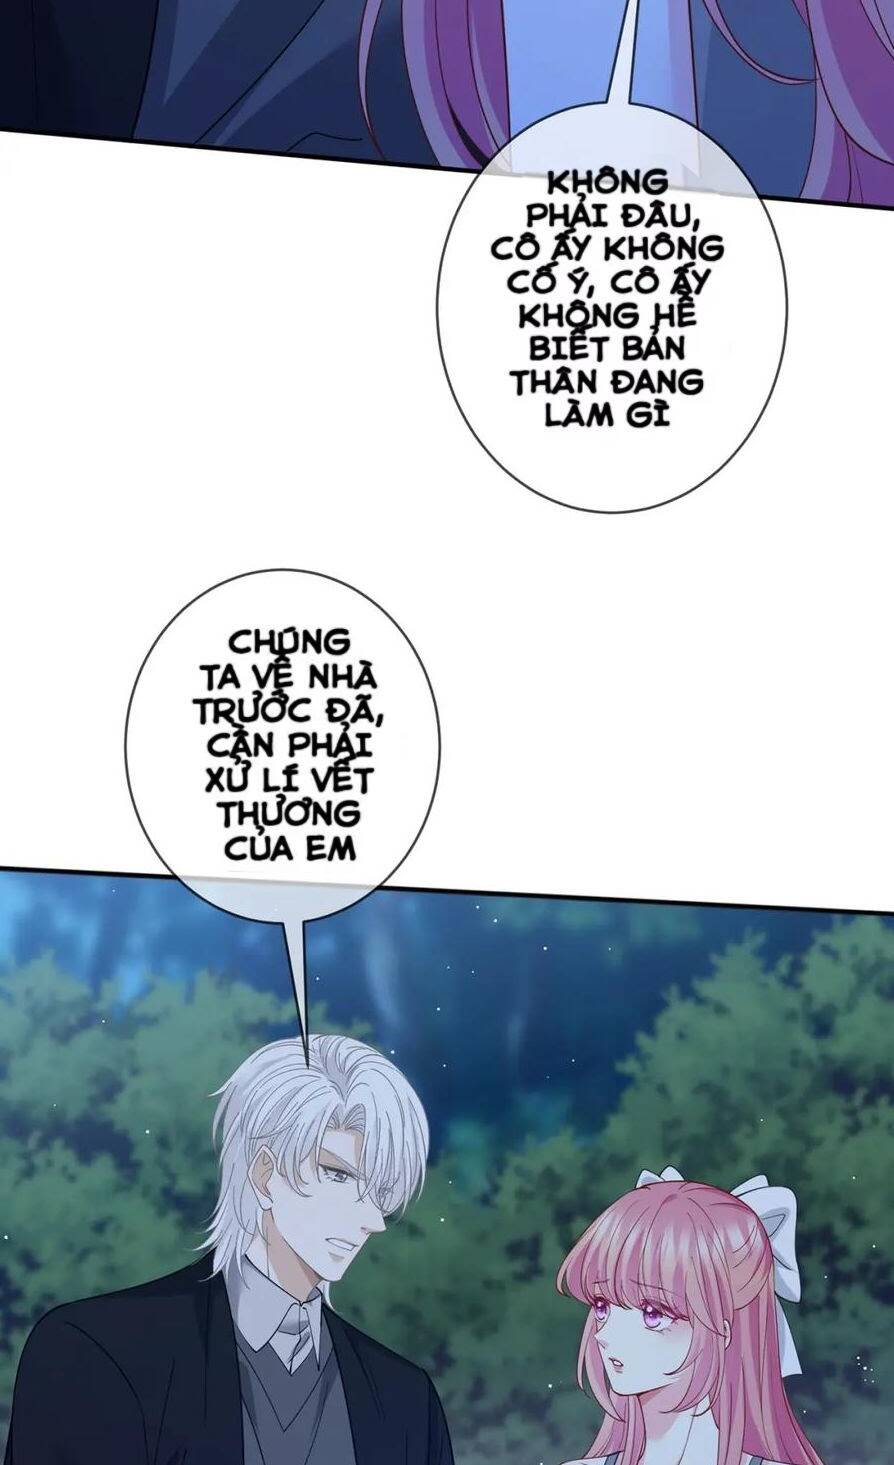 KHÔNG
PHẢI ĐÂU,
CÔ ẤY KHÔNG
CỐ Ý, CÔ ẤY
KHÔNG HỀ
BIẾT BẢN
THÂN ĐANG
LÀM GÌ
CHÚNG
TA VỀ NHÀ
TRƯỚC ĐÃ,
CẦN PHẢI
XỬ LÍ VẾT
THƯƠNG
CỦA EM